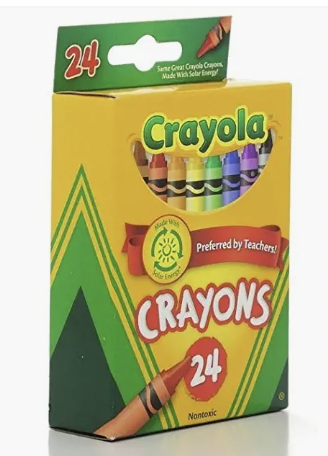 24
Same Great Crayola Crayons,
Made With Solar Energy!
Crayola
Made With
Solar Energy!
Preferred by Teachers!
CRAYONS
24
Nontoxic